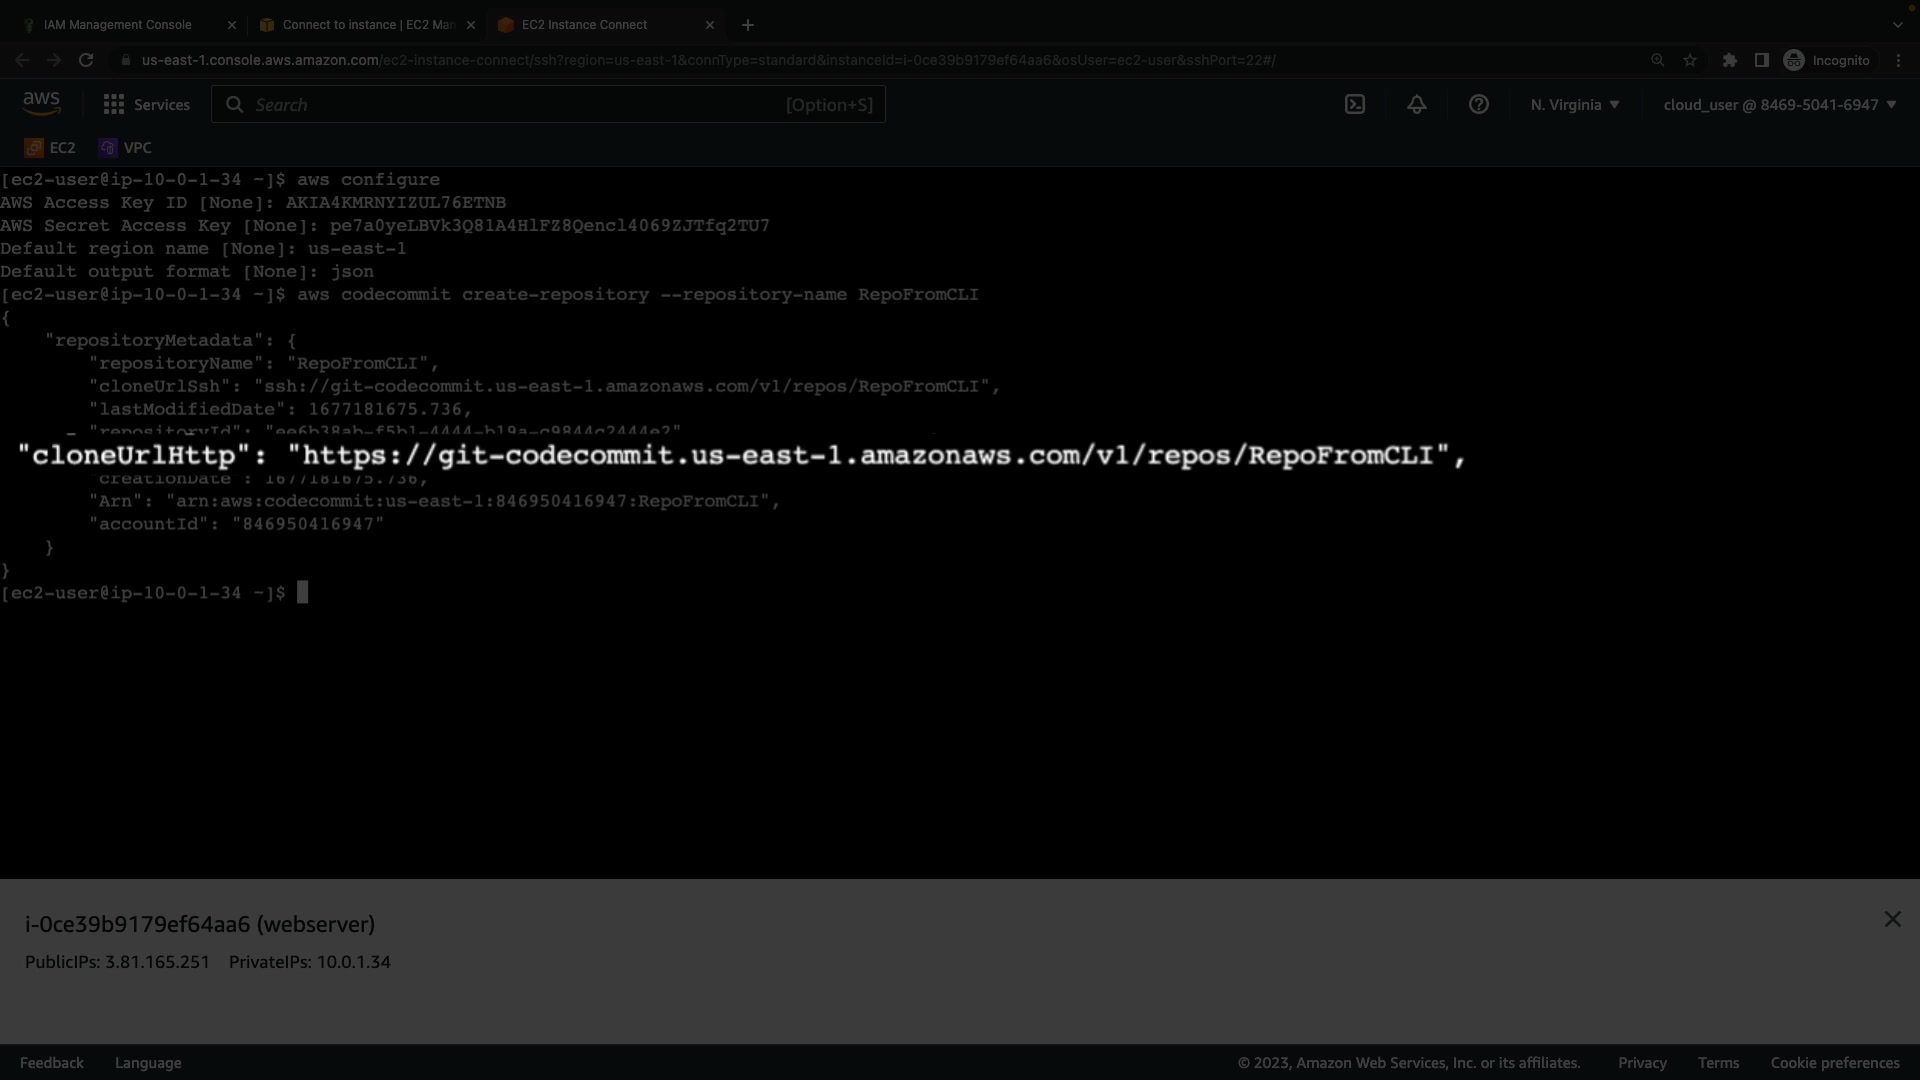 IAM Management Console
Connect to instance | EC2 Man
EC2 Instance Connect
us-east-1.console.aws.amazon.com/ec2-instance-connect/ssh?region=us-east-1&connType=standard&instanceId=i-0ce39b9179ef64aa6&osUser=ec2-user&sshPort=22#/
Incognito
aws
Services
Search
[Option+S]
N. Virginia
cloud_user @ 8469-5041-6947
EC2
VPC
[ec2-user@ip-10-0-1-34 ~]$ aws configure
AWS Access Key ID [None]: AKIA4KMRNYIZUL76ETNB
AWS Secret Access Key [None]: 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
Default region name [None]: us-east-1
Default output format [None]: json
[ec2-user@ip-10-0-1-34 ~]$ aws codecommit create-repository --repository-name RepoFromCLI
{
"repositoryMetadata": {
"repositoryName": "RepoFromCLI",
"cloneUrlSsh": "ssh://git-codecommit.us-east-1.amazonaws.com/v1/repos/RepoFromCLI",
"lastModifiedDate": 1677181675.736,
"repositoryId": "ee6b38ab-f5b1-4444-b19a-c9844c2444e2"
"cloneUrlHttp": "https://git-codecommit.us-east-1.amazonaws.com/v1/repos/RepoFromCLI",
"creationDate": 1677181675.736,
"Arn": "arn:aws:codecommit:us-east-1:846950416947:RepoFromCLI",
"accountId": "846950416947"
}
}
[ec2-user@ip-10-0-1-34 ~]$
i-0ce39b9179ef64aa6 (webserver)
PublicIPs: 3.81.165.251 PrivateIPs: 10.0.1.34
Feedback
Language
© 2023, Amazon Web Services, Inc. or its affiliates.
Privacy
Terms
Cookie preferences